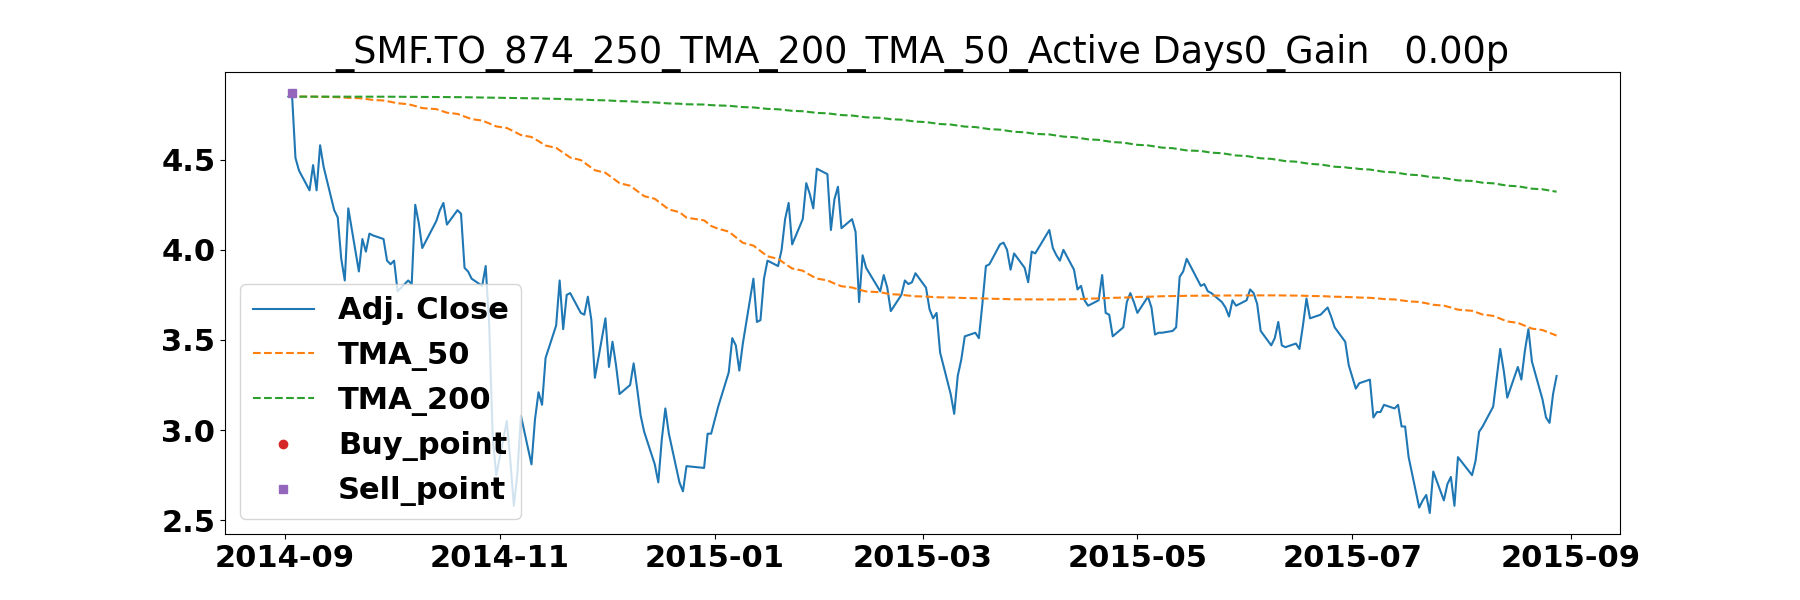 _SMF.TO_874_250_TMA_200_TMA_50_Active Days0_Gain   0.00p
4.5
4.0
3.5
3.0
2.5
Adj. Close
TMA_50
TMA_200
Buy_point
Sell_point
2014-09 2014-11 2015-01 2015-03 2015-05 2015-07 2015-09